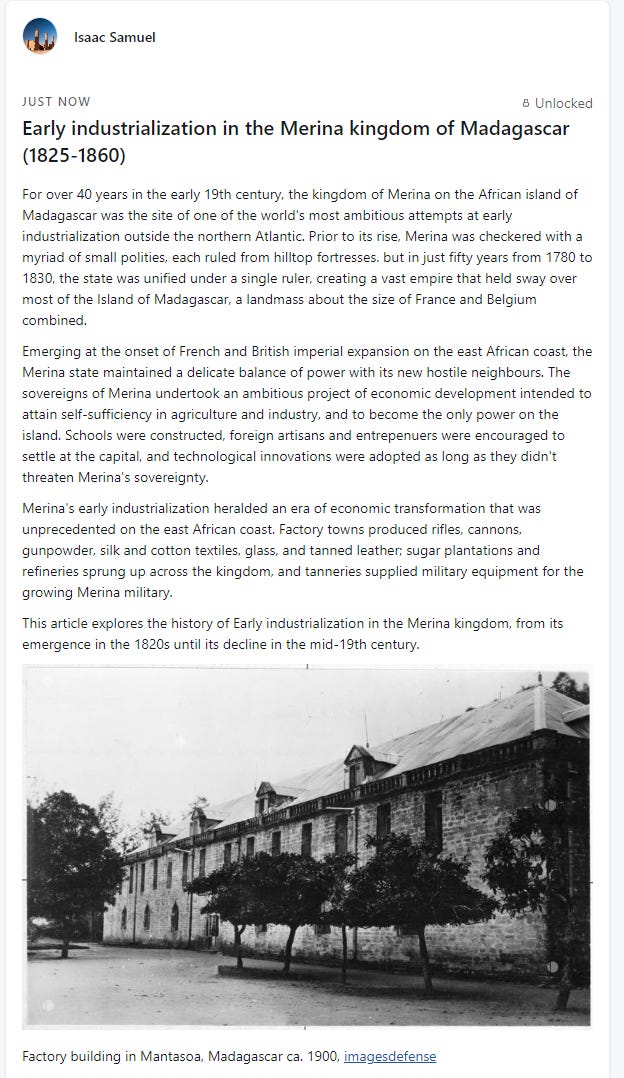 Isaac Samuel
JUST NOW
Unlocked
Early industrialization in the Merina kingdom of Madagascar
(1825-1860)
For over 40 years in the early 19th century, the kingdom of Merina on the African island of
Madagascar was the site of one of the world's most ambitious attempts at early
industrialization outside the northern Atlantic. Prior to its rise, Merina was checkered with a
myriad of small polities, each ruled from hilltop fortresses. but in just fifty years from 1780 to
1830, the state was unified under a single ruler, creating a vast empire that held sway over
most of the Island of Madagascar, a landmass about the size of France and Belgium
combined.
Emerging at the onset of French and British imperial expansion on the east African coast, the
Merina state maintained a delicate balance of power with its new hostile neighbours. The
sovereigns of Merina undertook an ambitious project of economic development intended to
attain self-sufficiency in agriculture and industry, and to become the only power on the
island. Schools were constructed, foreign artisans and entrepenuers were encouraged to
settle at the capital, and technological innovations were adopted as long as they didn't
threaten Merina's sovereignty.
Merina's early industrialization heralded an era of economic transformation that was
unprecedented on the east African coast. Factory towns produced rifles, cannons,
gunpowder, silk and cotton textiles, glass, and tanned leather; sugar plantations and
refineries sprung up across the kingdom, and tanneries supplied military equipment for the
growing Merina military.
This article explores the history of Early industrialization in the Merina kingdom, from its
emergence in the 1820s until its decline in the mid-19th century.
Factory building in Mantasoa, Madagascar ca. 1900, imagesdefense